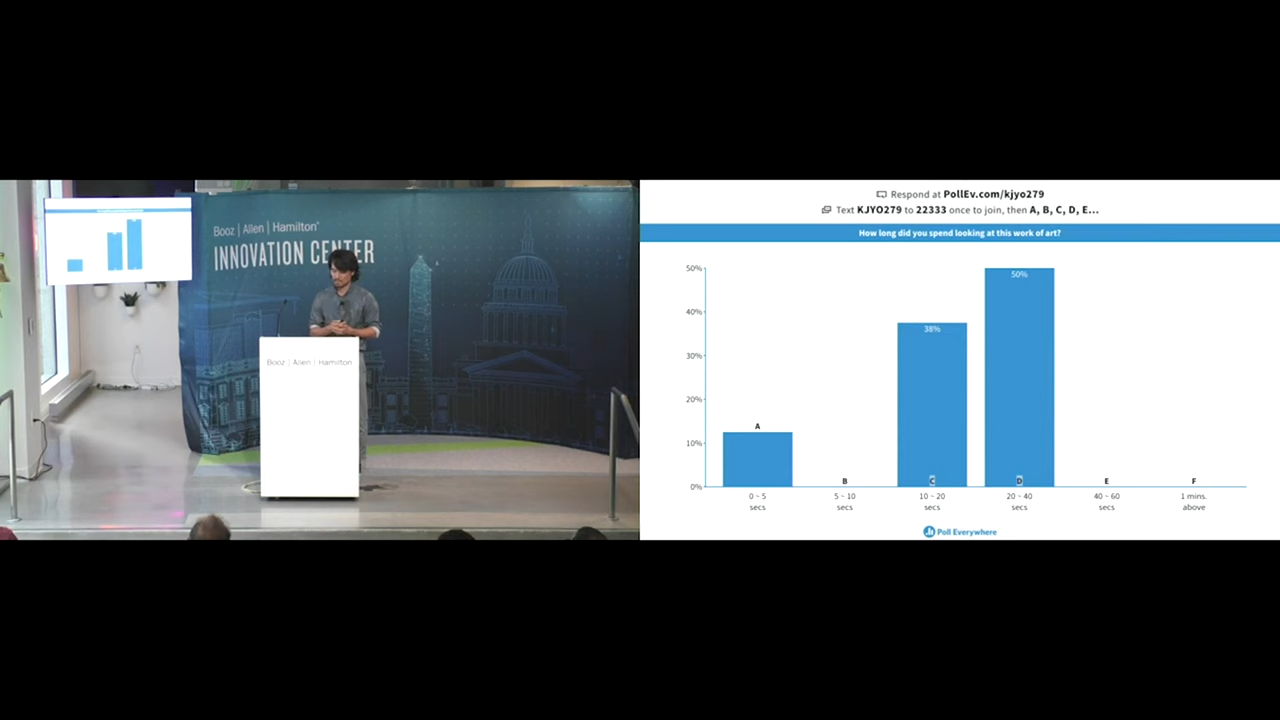 Booz | Allen | Hamilton®
INNOVATION CENTER
Booz | Allen | Hamilton
Respond at PollEv.com/kjyo279
Text KJYO279 to 22333 once to join, then A, B, C, D, E...
How long did you spend looking at this work of art?
50%
40%
30%
20%
10%
0%
A
B
38%
C
50%
D
E
F
0 ~ 5
secs
5 ~ 10
secs
10 ~ 20
secs
20 ~ 40
secs
40 ~ 60
secs
1 mins.
above
Poll Everywhere